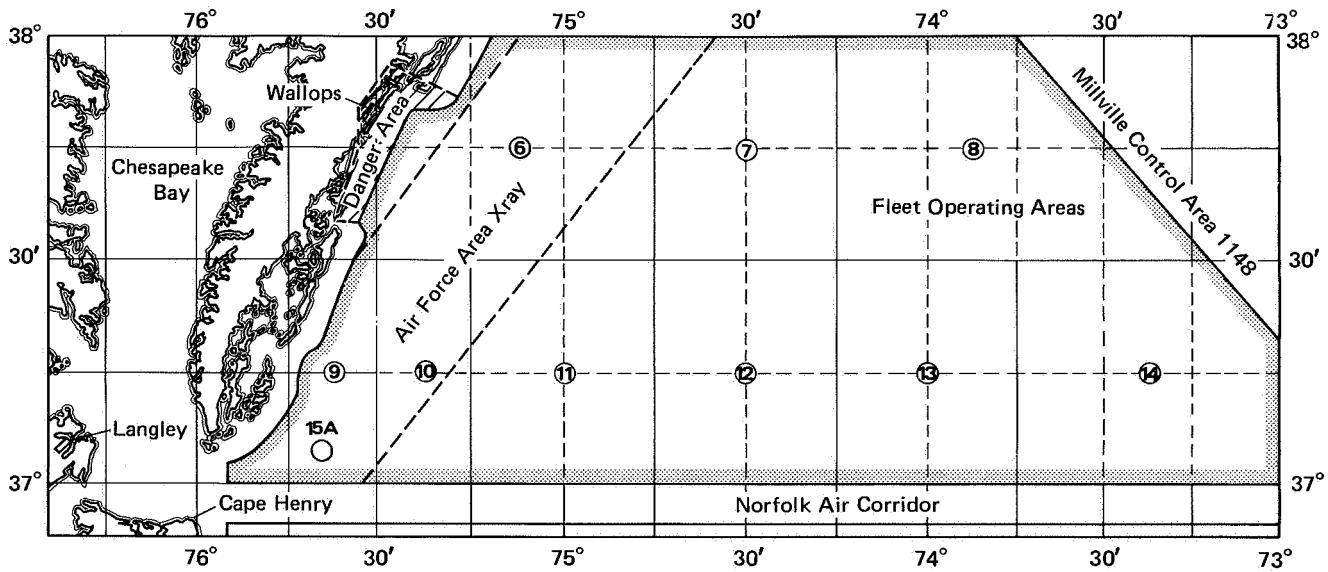 76° 30′ 75° 30′ 74° 30′ 73°
38° 38°
Wallops
Danger Area
Millville Control Area 1148
6 7 8
Chesapeake
Bay
Air Force Area Xray
Fleet Operating Areas
30′ 30′
9 10 11 12 13 14
Langley
15A
37° 37°
Cape Henry
Norfolk Air Corridor
76° 30′ 75° 30′ 74° 30′ 73°